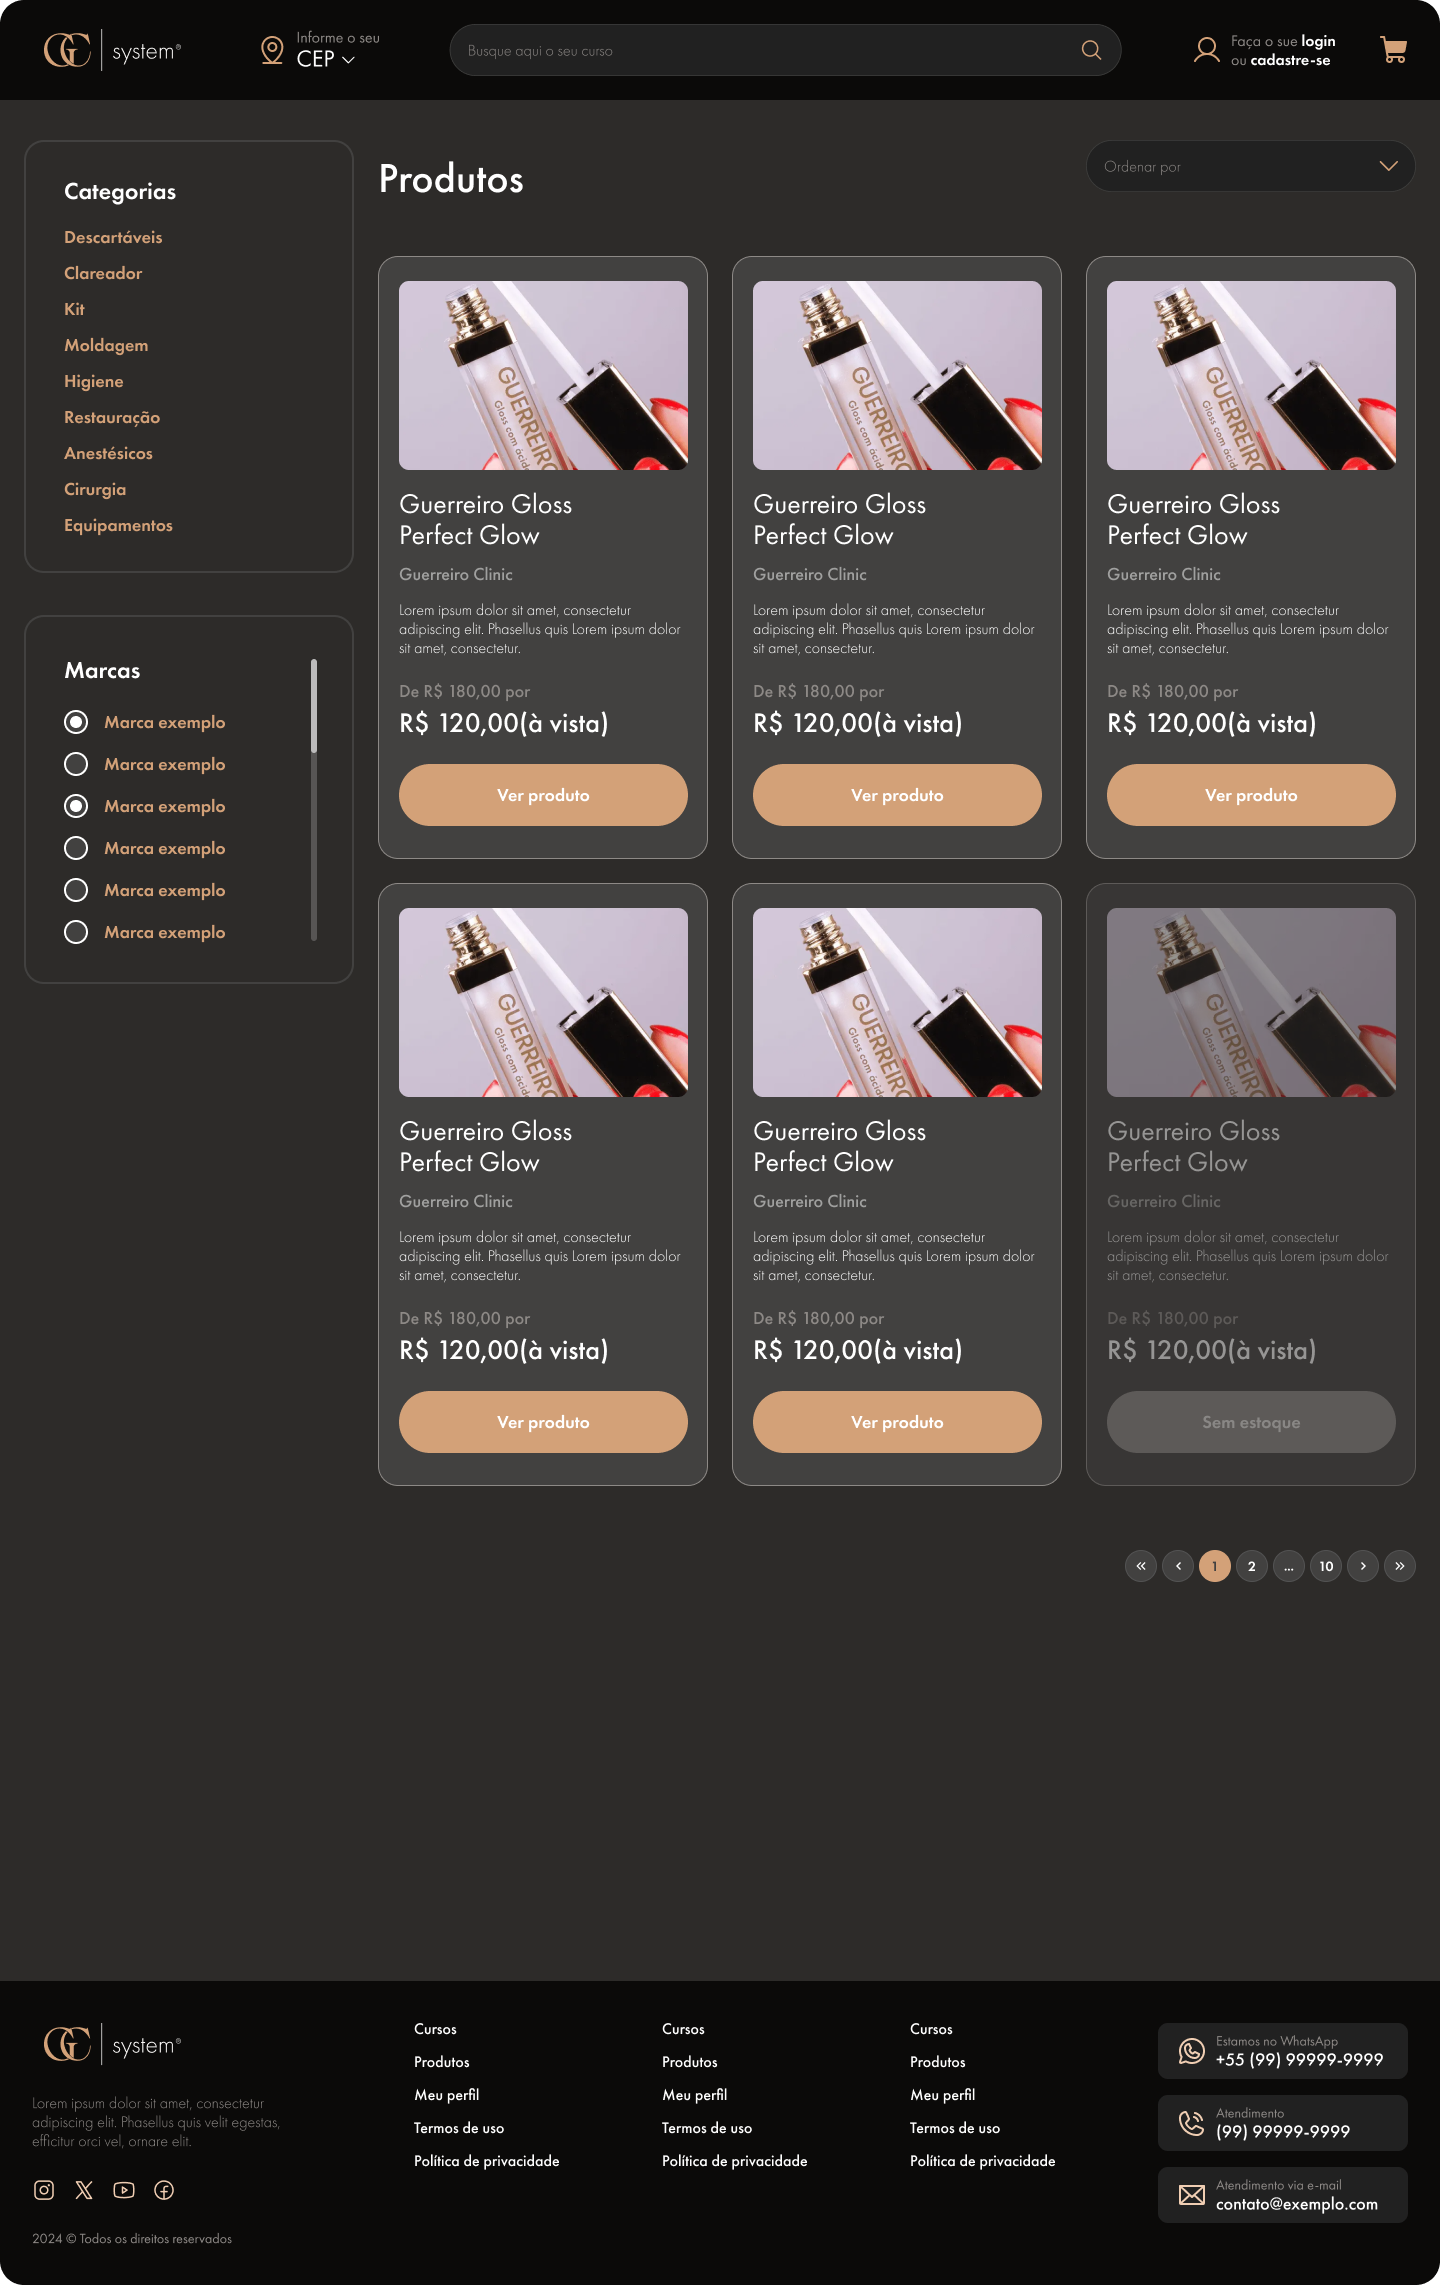 GC system®
Informe o seu
CEP
Busque aqui o seu curso
Faça o sue login
ou cadastre-se
Categorias
Descartáveis
Clareador
Kit
Moldagem
Higiene
Restauração
Anestésicos
Cirurgia
Equipamentos
Marcas
Marca exemplo
Marca exemplo
Marca exemplo
Marca exemplo
Marca exemplo
Marca exemplo
Produtos
Ordenar por
GUERREIRO
Gloss com ácido
Guerreiro Gloss
Perfect Glow
Guerreiro Clinic
Lorem ipsum dolor sit amet, consectetur
adipiscing elit. Phasellus quis Lorem ipsum dolor
sit amet, consectetur.
De R$ 180,00 por
R$ 120,00(à vista)
Ver produto
GUERREIRO
Gloss com ácido
Guerreiro Gloss
Perfect Glow
Guerreiro Clinic
Lorem ipsum dolor sit amet, consectetur
adipiscing elit. Phasellus quis Lorem ipsum dolor
sit amet, consectetur.
De R$ 180,00 por
R$ 120,00(à vista)
Ver produto
GUERREIRO
Gloss com ácido
Guerreiro Gloss
Perfect Glow
Guerreiro Clinic
Lorem ipsum dolor sit amet, consectetur
adipiscing elit. Phasellus quis Lorem ipsum dolor
sit amet, consectetur.
De R$ 180,00 por
R$ 120,00(à vista)
Ver produto
GUERREIRO
Gloss com ácido
Guerreiro Gloss
Perfect Glow
Guerreiro Clinic
Lorem ipsum dolor sit amet, consectetur
adipiscing elit. Phasellus quis Lorem ipsum dolor
sit amet, consectetur.
De R$ 180,00 por
R$ 120,00(à vista)
Ver produto
GUERREIRO
Gloss com ácido
Guerreiro Gloss
Perfect Glow
Guerreiro Clinic
Lorem ipsum dolor sit amet, consectetur
adipiscing elit. Phasellus quis Lorem ipsum dolor
sit amet, consectetur.
De R$ 180,00 por
R$ 120,00(à vista)
Ver produto
GUERREIRO
Gloss com ácido
Guerreiro Gloss
Perfect Glow
Guerreiro Clinic
Lorem ipsum dolor sit amet, consectetur
adipiscing elit. Phasellus quis Lorem ipsum dolor
sit amet, consectetur.
De R$ 180,00 por
R$ 120,00(à vista)
Sem estoque
« ‹ 1 2 ... 10 › »
GC system®
Lorem ipsum dolor sit amet, consectetur
adipiscing elit. Phasellus quis velit egestas,
efficitur orci vel, ornare elit.
2024 © Todos os direitos reservados
Cursos
Produtos
Meu perfil
Termos de uso
Política de privacidade
Cursos
Produtos
Meu perfil
Termos de uso
Política de privacidade
Cursos
Produtos
Meu perfil
Termos de uso
Política de privacidade
Estamos no WhatsApp
+55 (99) 99999-9999
Atendimento
(99) 99999-9999
Atendimento via e-mail
contato@exemplo.com